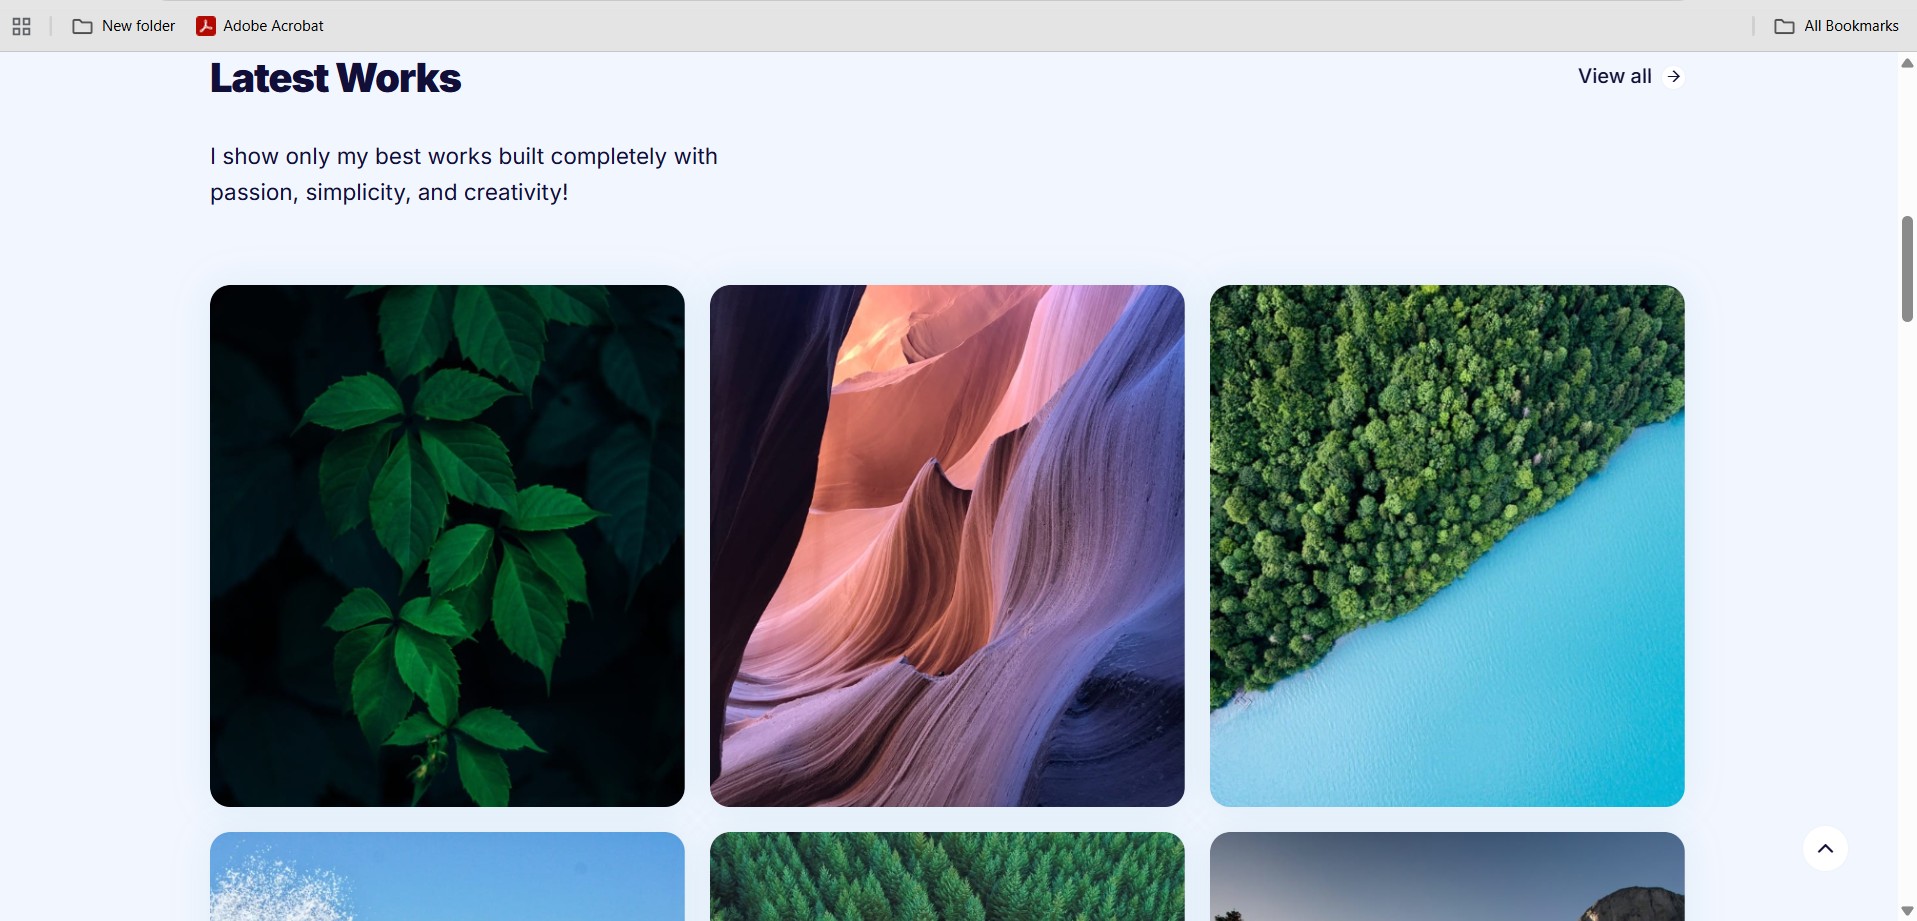 New folder
Adobe Acrobat
All Bookmarks
Latest Works
View all
I show only my best works built completely with
passion, simplicity, and creativity!